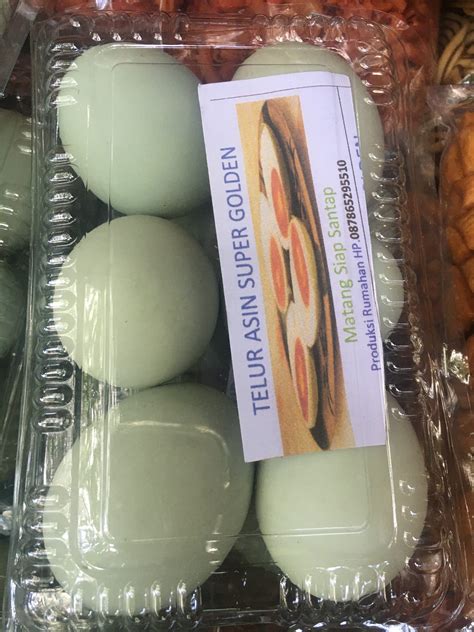 TELUR ASIN SUPER GOLDEN
Matang Siap Santap
Produksi Rumahan HP.087865295510